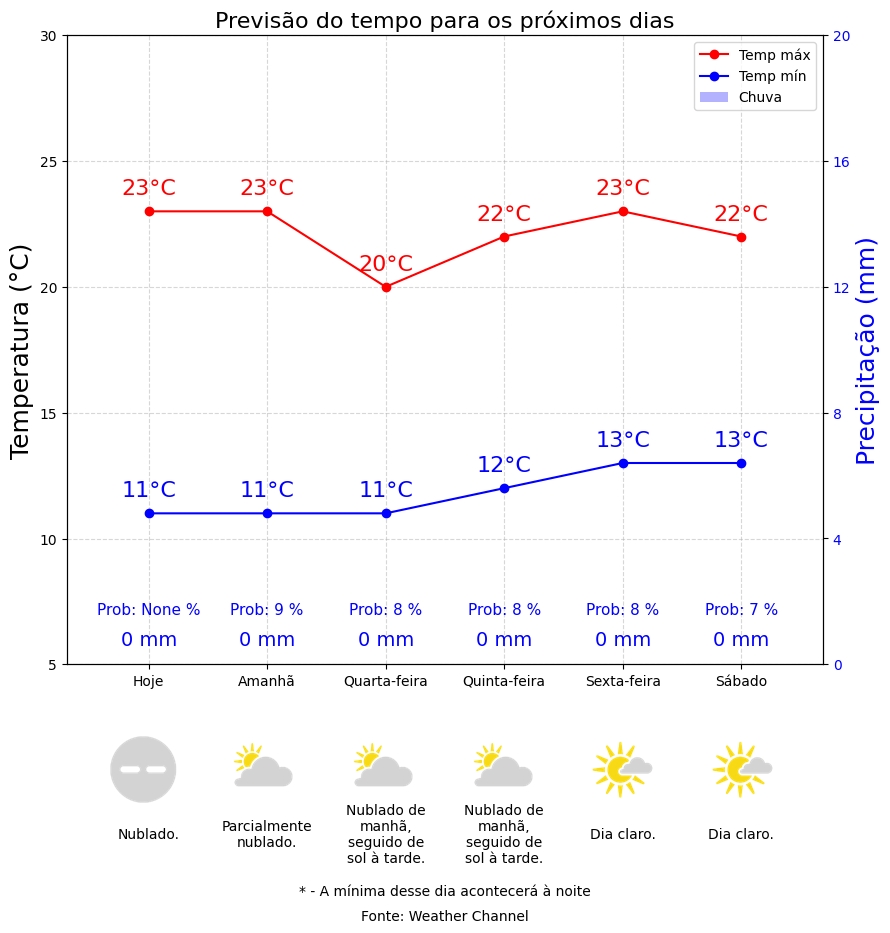 Previsão do tempo para os próximos dias
Temp máx
Temp mín
Chuva
Temperatura (°C)
Precipitação (mm)
30
25
20
15
10
5
20
16
12
8
4
0
23°C 23°C 20°C 22°C 23°C 22°C
11°C 11°C 11°C 12°C 13°C 13°C
Prob: None % Prob: 9 % Prob: 8 % Prob: 8 % Prob: 8 % Prob: 7 %
0 mm 0 mm 0 mm 0 mm 0 mm 0 mm
Hoje Amanhã Quarta-feira Quinta-feira Sexta-feira Sábado
Nublado.
Parcialmente
nublado.
Nublado de
manhã,
seguido de
sol à tarde.
Nublado de
manhã,
seguido de
sol à tarde.
Dia claro.
Dia claro.
* - A mínima desse dia acontecerá à noite
Fonte: Weather Channel